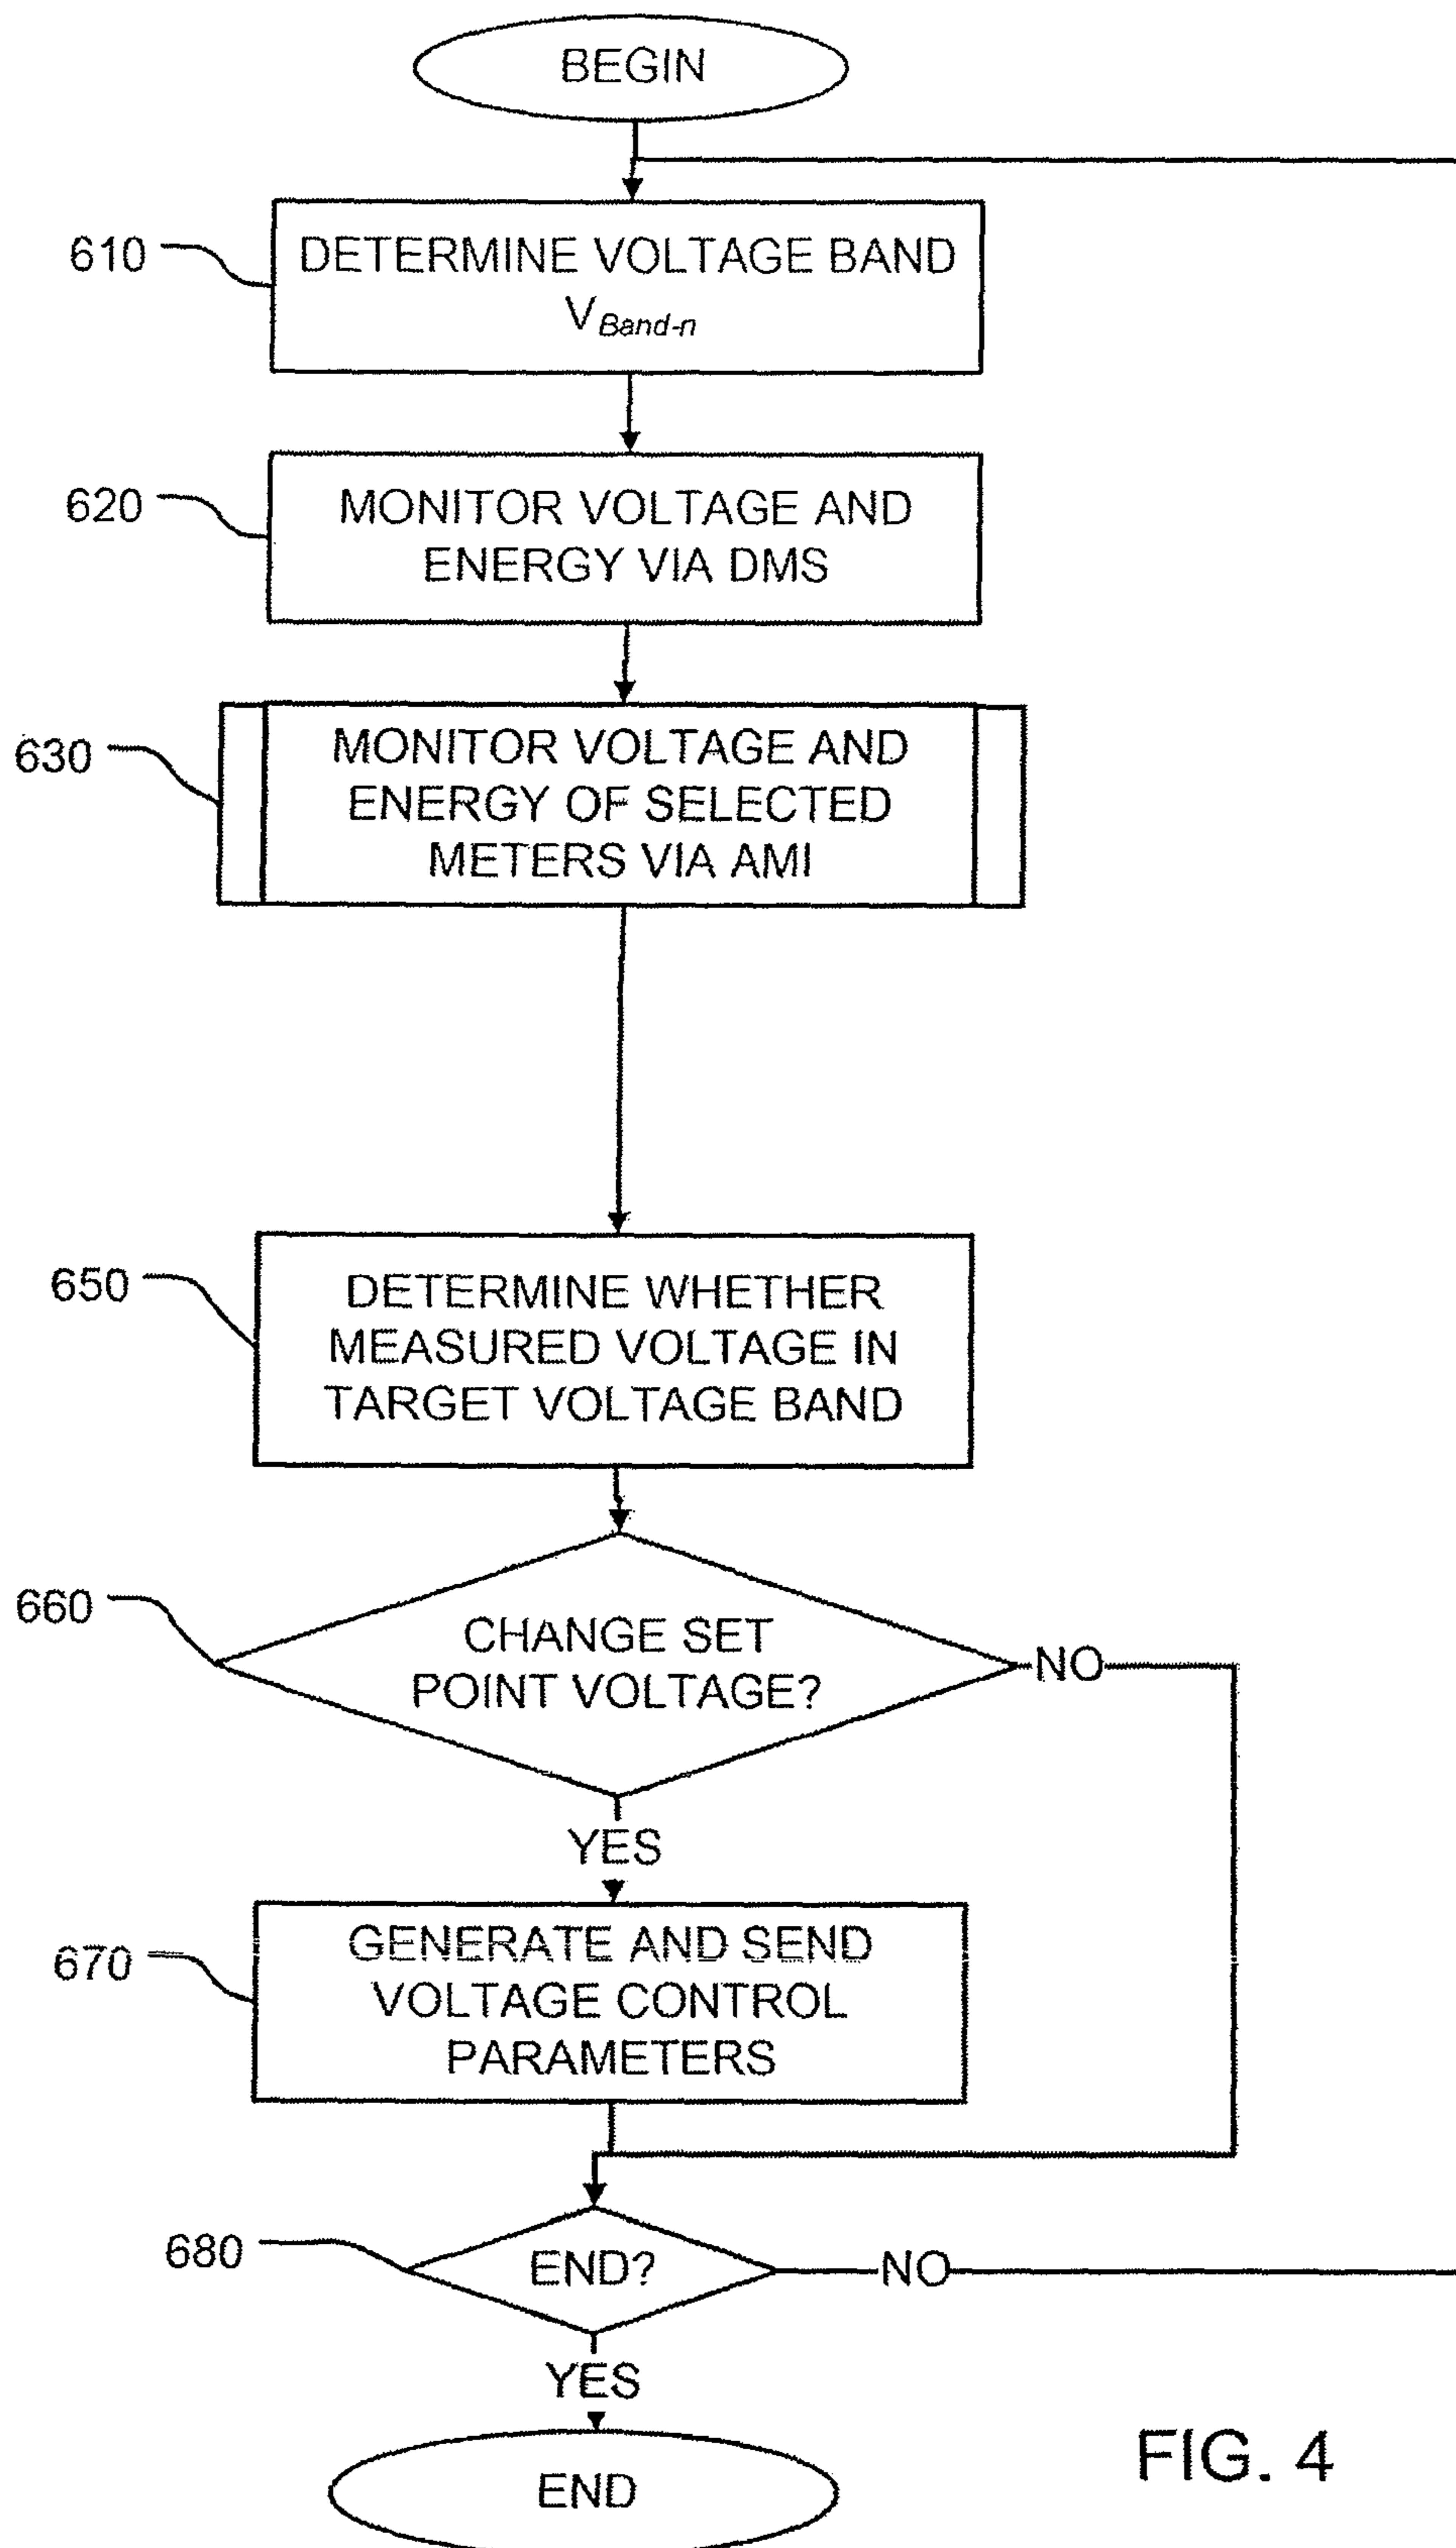 BEGIN
610
DETERMINE VOLTAGE BAND
V Band-n
620
MONITOR VOLTAGE AND
ENERGY VIA DMS
630
MONITOR VOLTAGE AND
ENERGY OF SELECTED
METERS VIA AMI
650
DETERMINE WHETHER
MEASURED VOLTAGE IN
TARGET VOLTAGE BAND
660
CHANGE SET
POINT VOLTAGE?
NO
YES
670
GENERATE AND SEND
VOLTAGE CONTROL
PARAMETERS
680
END?
NO
YES
END
FIG. 4